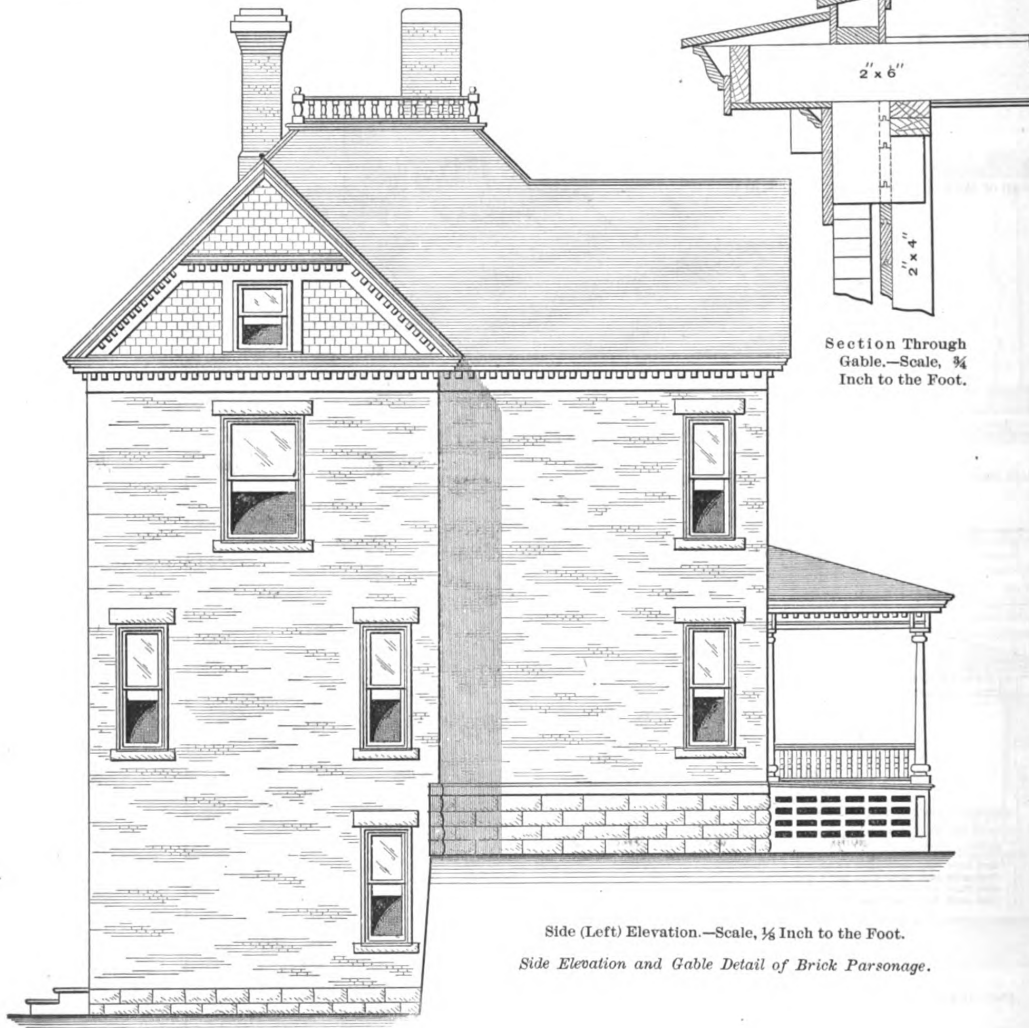 2" x 6"
2" x 4"
Section Through
Gable.—Scale, ¾
Inch to the Foot.
Side (Left) Elevation.—Scale, ⅛ Inch to the Foot.
Side Elevation and Gable Detail of Brick Parsonage.